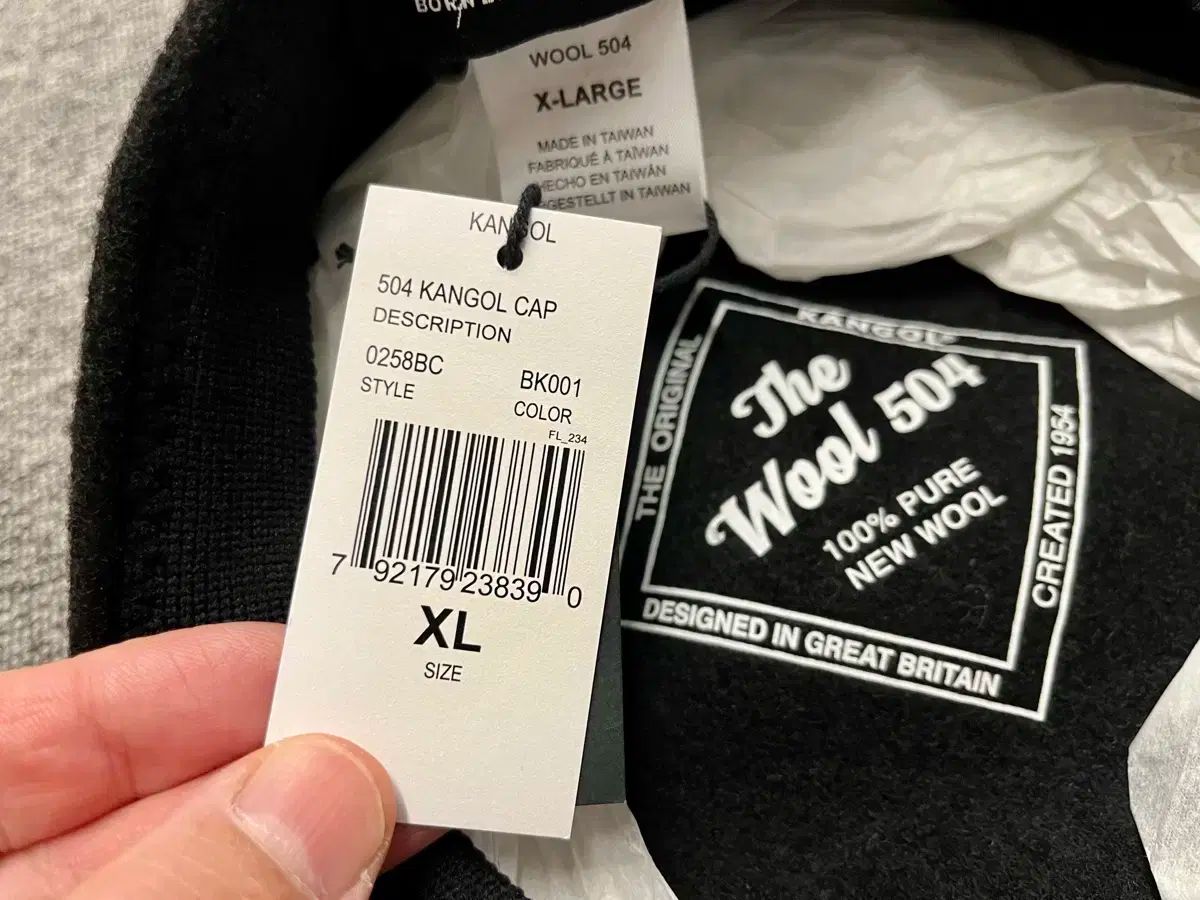 WOOL 504
X-LARGE
MADE IN TAIWAN
FABRIQUÉ À TAÏWAN
HECHO EN TAIWÁN
IN TAIWAN
KANGOL
504 KANGOL CAP
DESCRIPTION
0258BC BK001
STYLE COLOR
FL_234
7 92179 23839 0
XL
SIZE
KANGOL®
THE ORIGINAL
The
Wool 504
100% PURE
NEW WOOL
CREATED 1954
DESIGNED IN GREAT BRITAIN